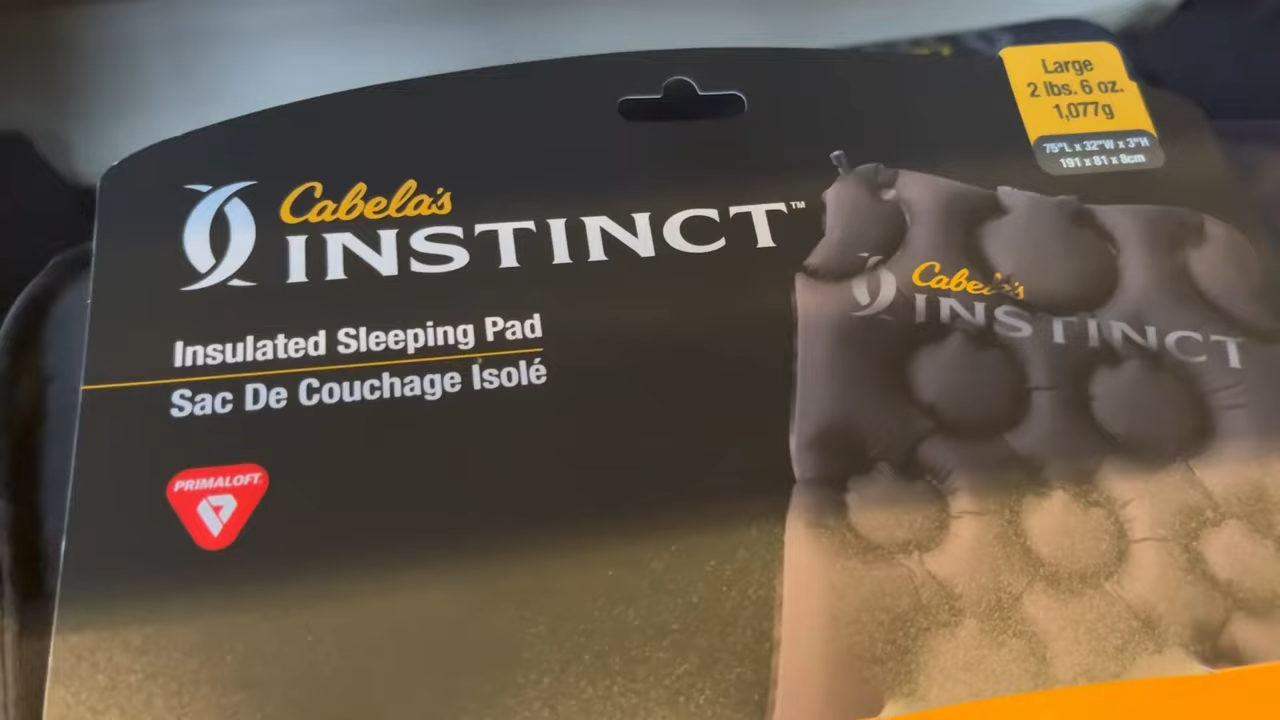 Large
2 lbs. 6 oz.
1,077g
75"L x 32"W x 3"H
191 x 81 x 8cm
Cabela's
INSTINCT™
Insulated Sleeping Pad
Sac De Couchage Isolé
PRIMALOFT®
Cabela's
INSTINCT